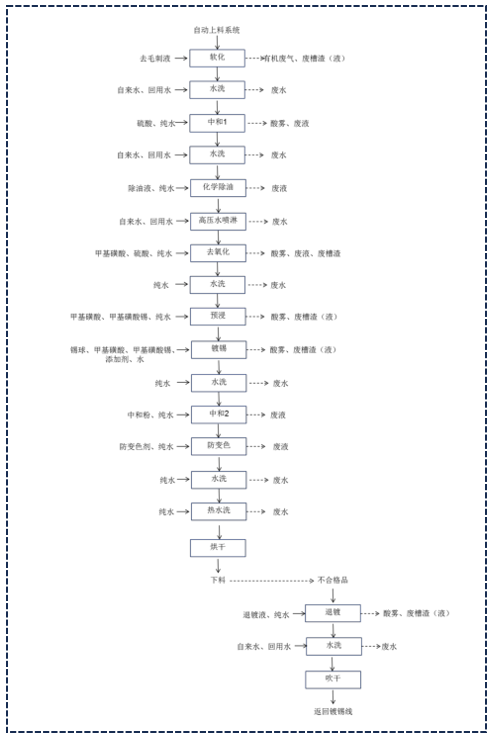 自动上料系统
去毛刺液 软化 有机废气、废槽渣（液）
自来水、回用水 水洗 废水
硫酸、纯水 中和1 酸雾、废液
自来水、回用水 水洗 废水
除油液、纯水 化学除油 废液
自来水、回用水 高压水喷淋 废水
甲基磺酸、硫酸、纯水 去氧化 酸雾、废液、废槽渣
纯水 水洗 废水
甲基磺酸、甲基磺酸锡、纯水 预浸 酸雾、废槽渣（液）
锡球、甲基磺酸、甲基磺酸锡、
添加剂、水
镀锡 酸雾、废槽渣（液）
纯水 水洗 废水
中和粉、纯水 中和2 废液
防变色剂、纯水 防变色 废液
纯水 水洗 废水
纯水 热水洗 废水
烘干
下料 不合格品
退镀液、纯水 退镀 酸雾、废槽渣（液）
自来水、回用水 水洗 废水
吹干
返回镀锡线